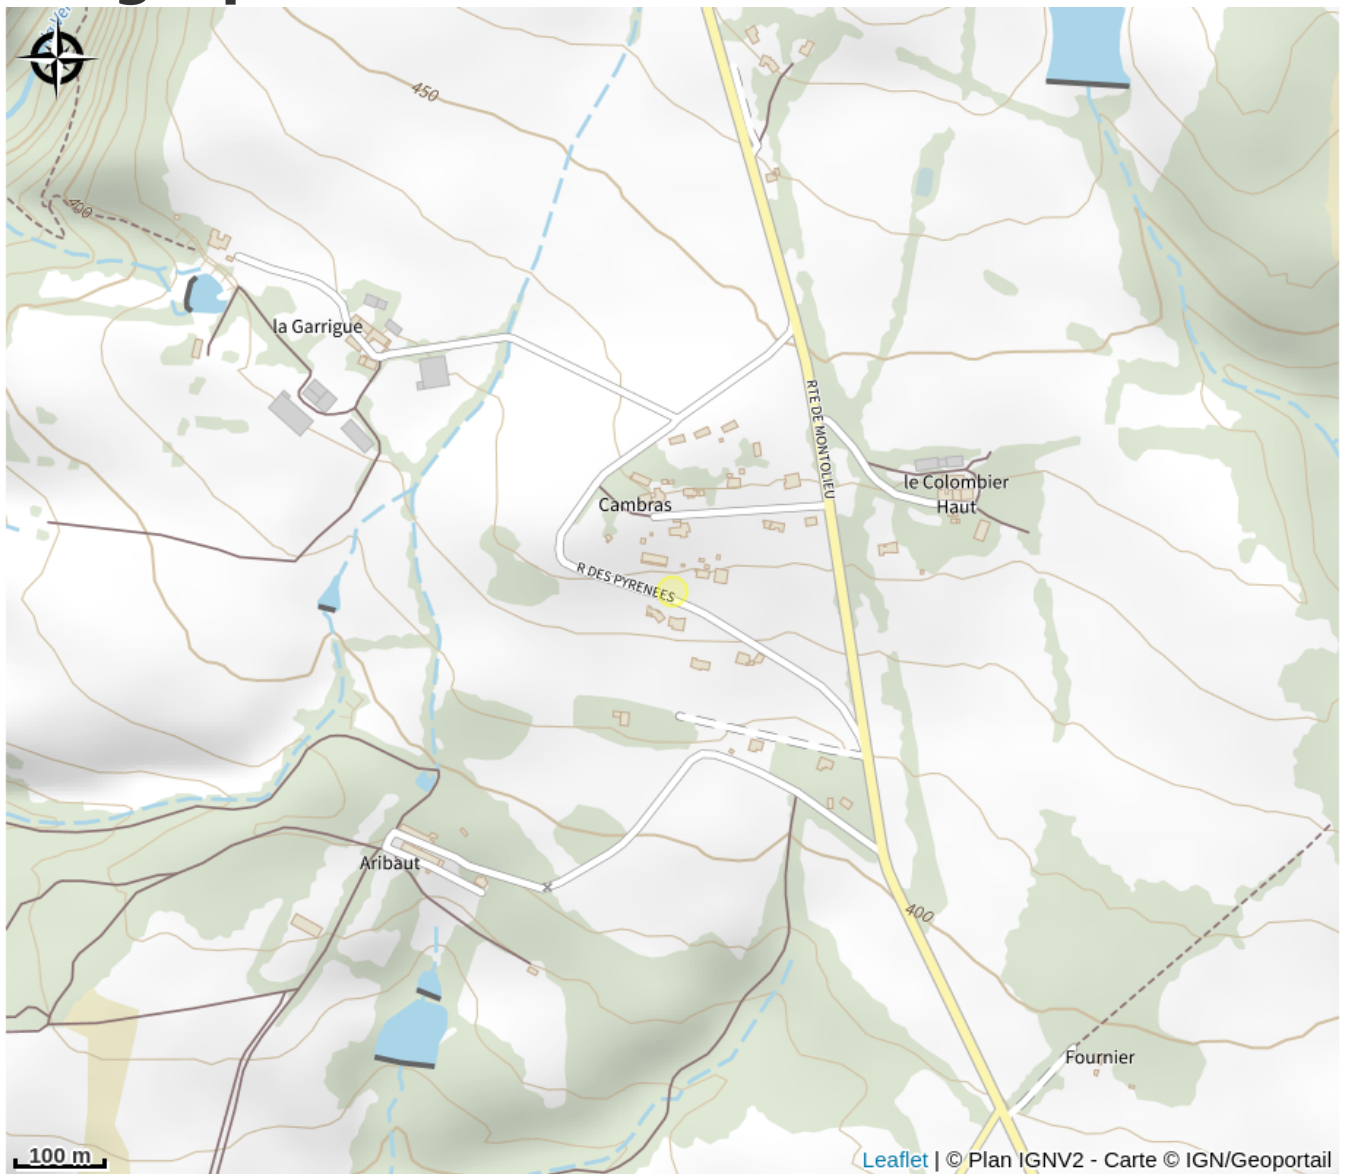 450
400
la Garrigue
RTE DE MONTOLIEU
le Colombier
Haut
Cambras
R DES PYRENEES
Aribaut
400
Fournier
100 m
Leaflet | © Plan IGNV2 - Carte © IGN/Geoportail